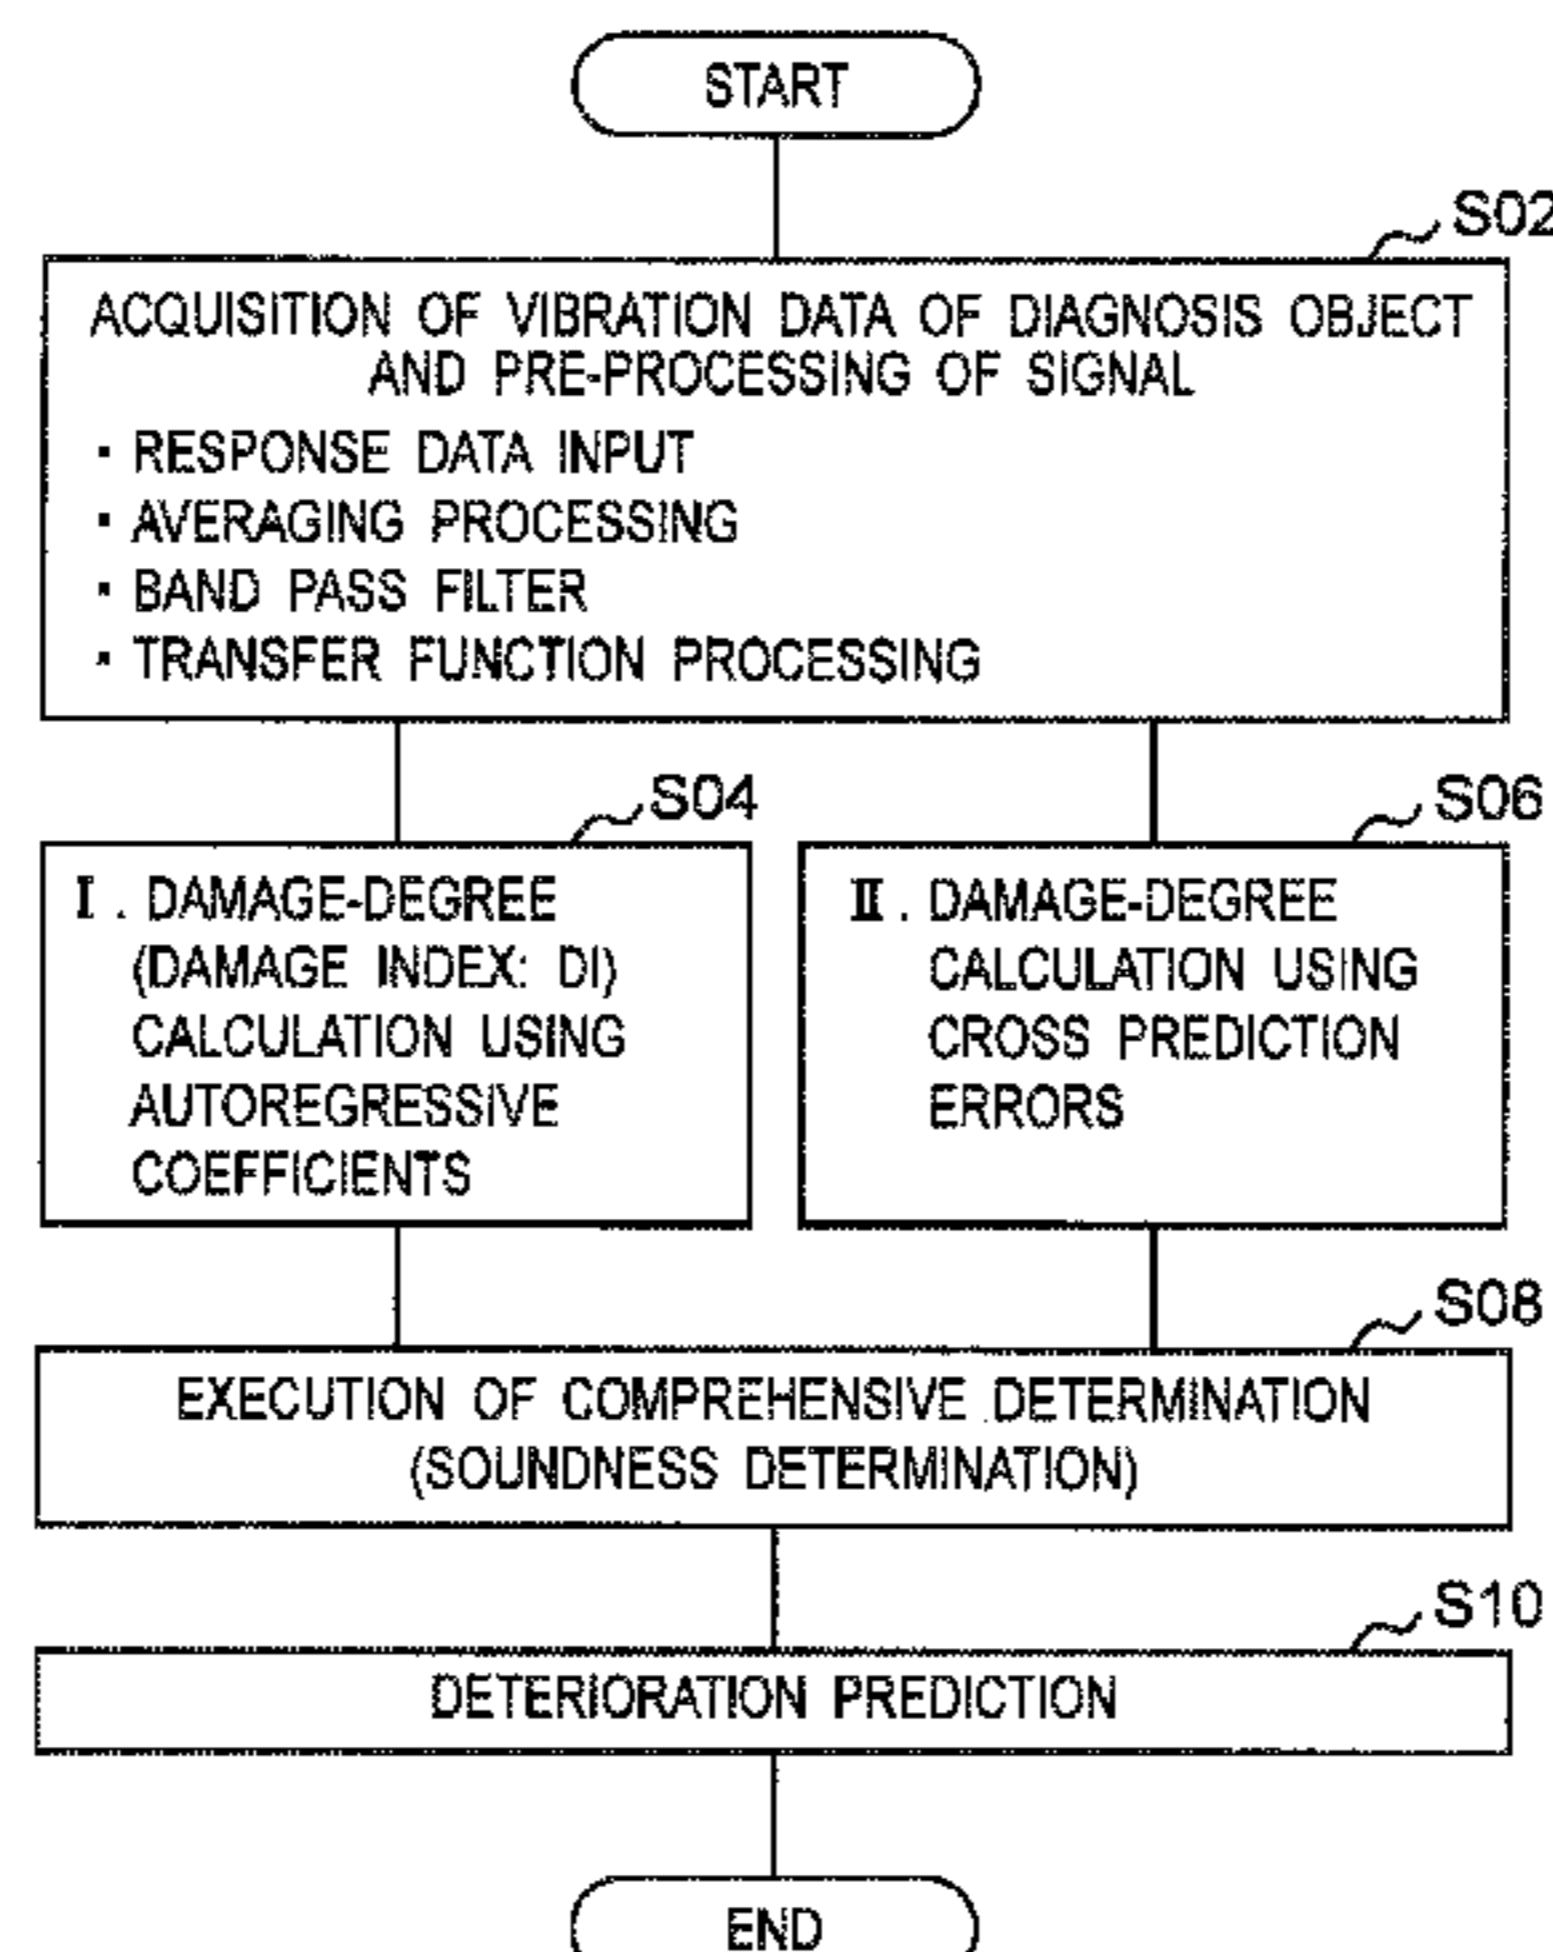 START
S02
ACQUISITION OF VIBRATION DATA OF DIAGNOSIS OBJECT
AND PRE-PROCESSING OF SIGNAL
· RESPONSE DATA INPUT
· AVERAGING PROCESSING
· BAND PASS FILTER
· TRANSFER FUNCTION PROCESSING
S04
I . DAMAGE-DEGREE
(DAMAGE INDEX: DI)
CALCULATION USING
AUTOREGRESSIVE
COEFFICIENTS
S06
II . DAMAGE-DEGREE
CALCULATION USING
CROSS PREDICTION
ERRORS
S08
EXECUTION OF COMPREHENSIVE DETERMINATION
(SOUNDNESS DETERMINATION)
S10
DETERIORATION PREDICTION
END